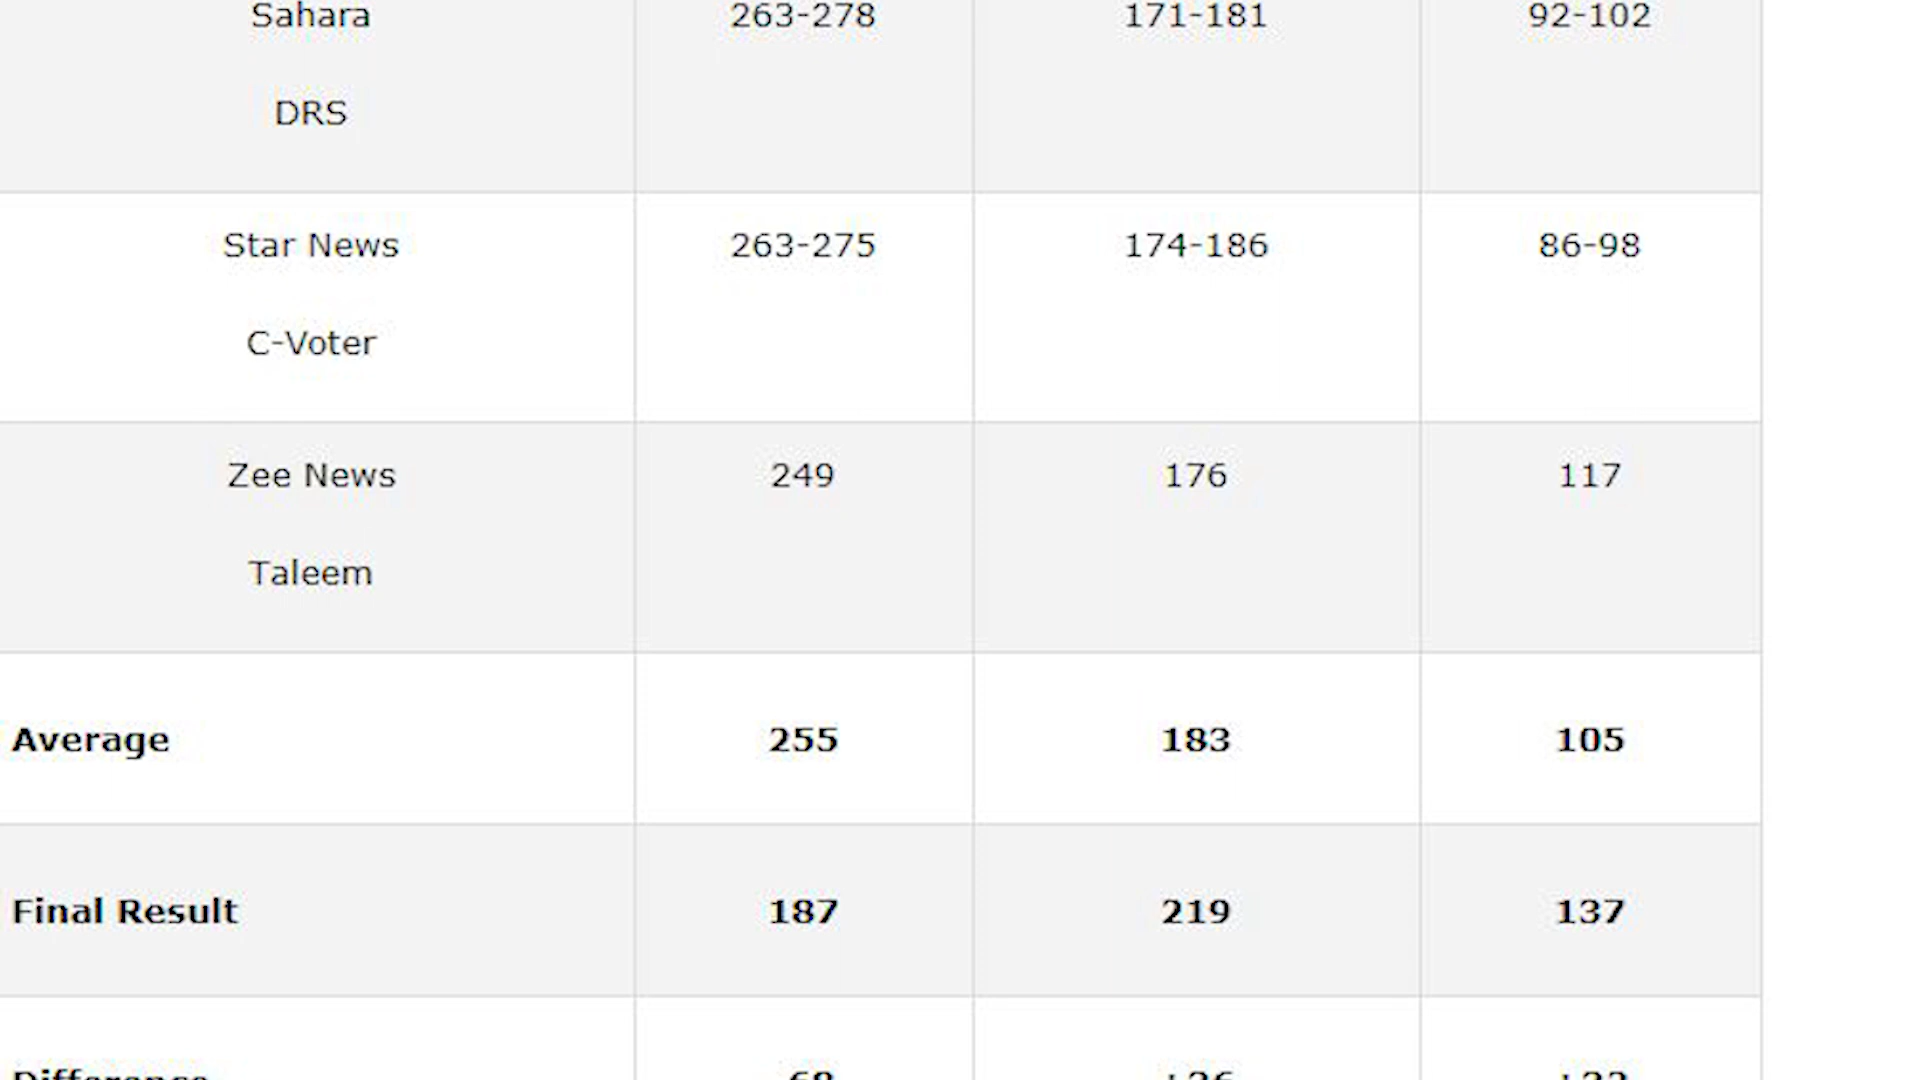 Sahara 263-278 171-181 92-102
DRS
Star News 263-275 174-186 86-98
C-Voter
Zee News 249 176 117
Taleem
Average 255 183 105
Final Result 187 219 137
Difference